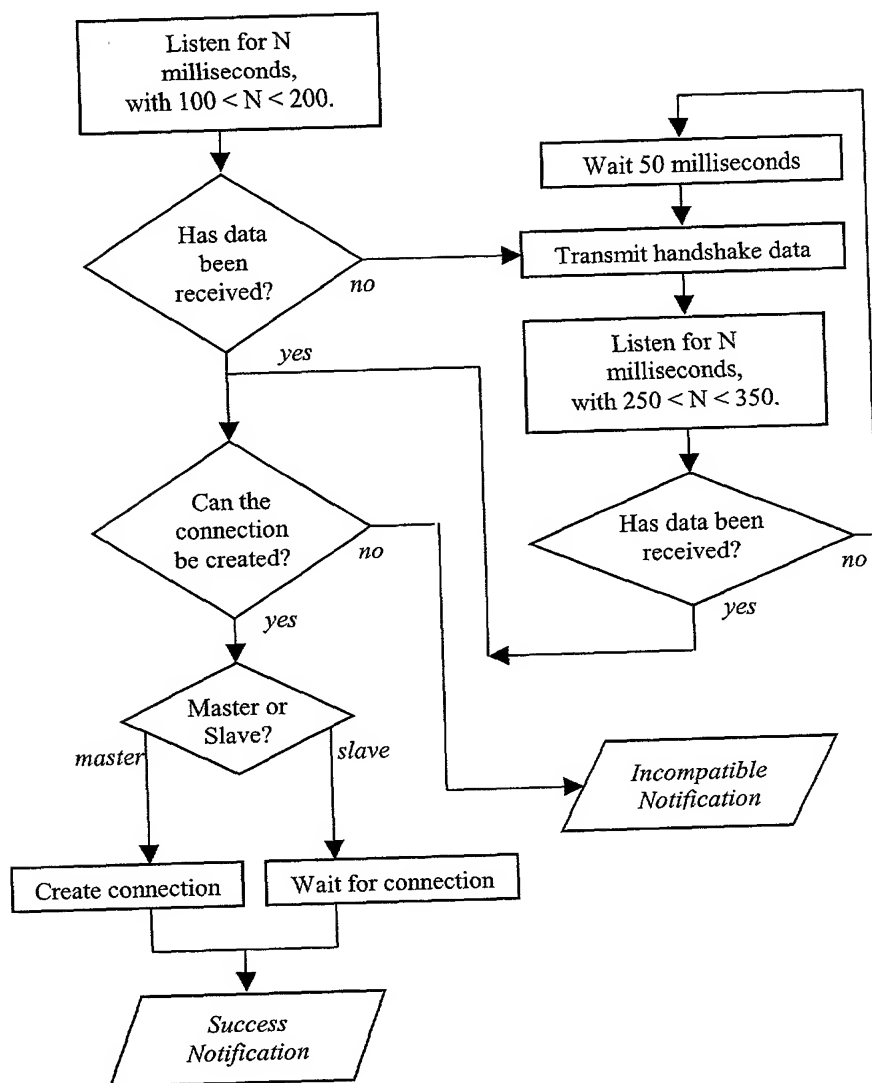 Listen for N
milliseconds,
with 100 < N < 200.
Has data
been
received?
no
yes
Wait 50 milliseconds
Transmit handshake data
Listen for N
milliseconds,
with 250 < N < 350.
Has data been
received?
no
yes
Can the
connection
be created?
no
yes
Master or
Slave?
master
slave
Incompatible
Notification
Create connection
Wait for connection
Success
Notification